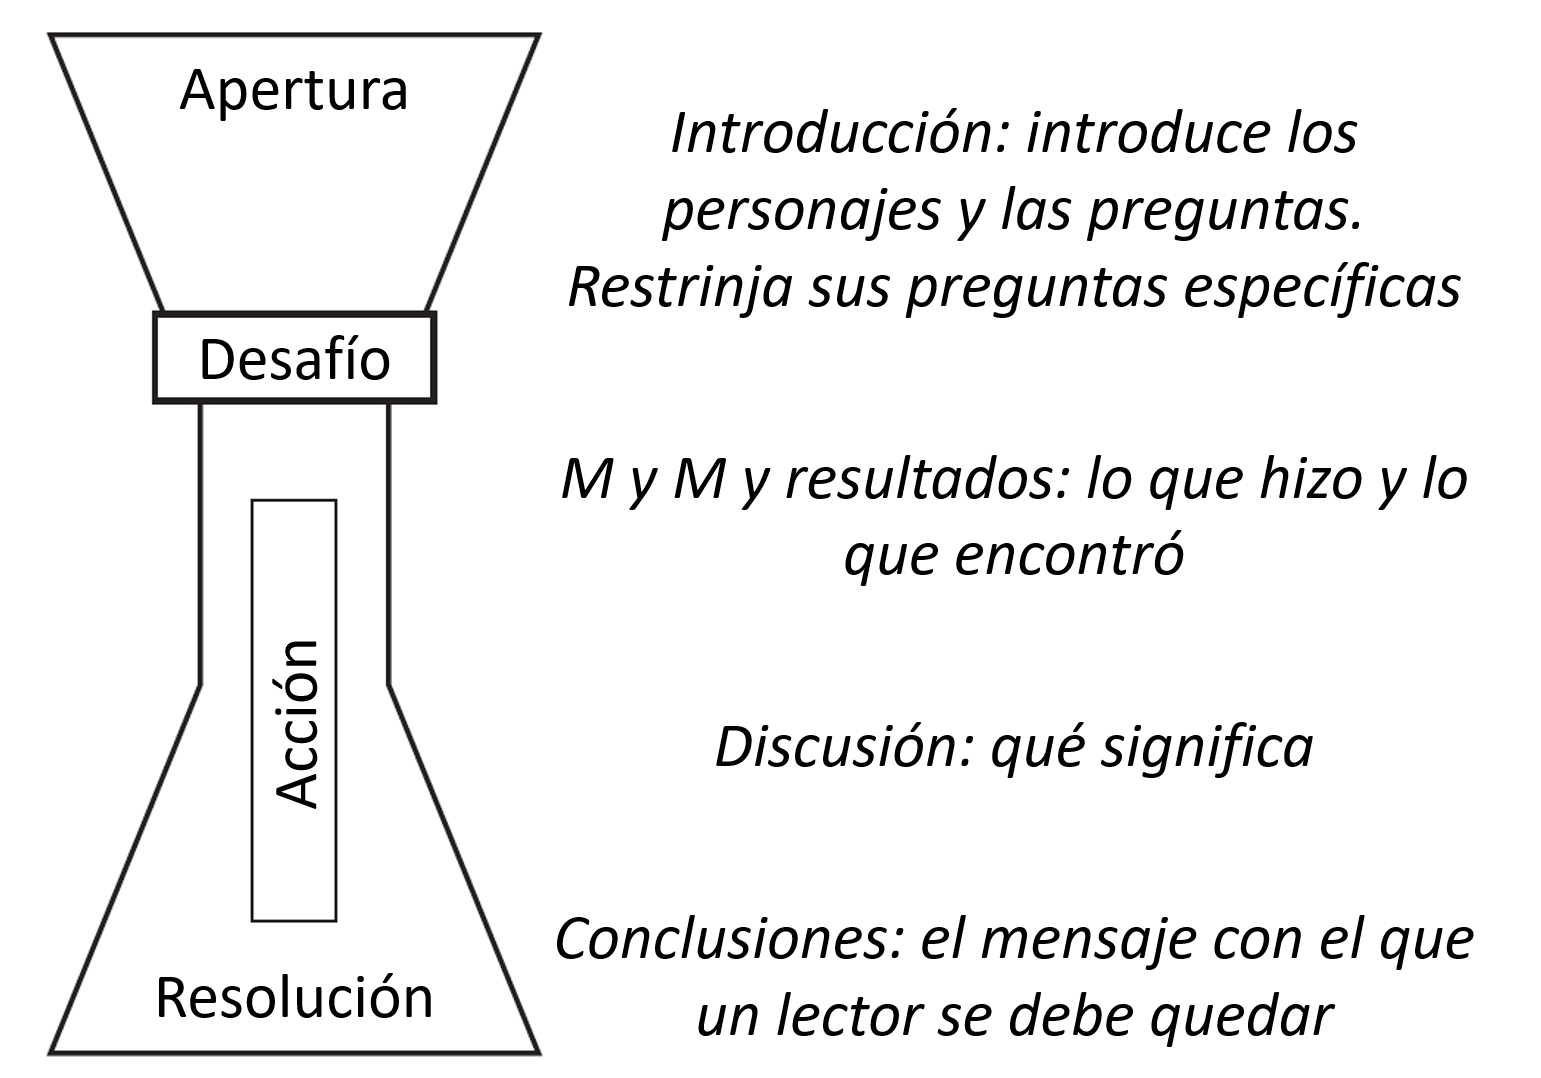 Apertura
Introducción: introduce los
personajes y las preguntas.
Restrinja sus preguntas específicas
Desafío
M y M y resultados: lo que hizo y lo
que encontró
Acción
Discusión: qué significa
Conclusiones: el mensaje con el que
un lector se debe quedar
Resolución